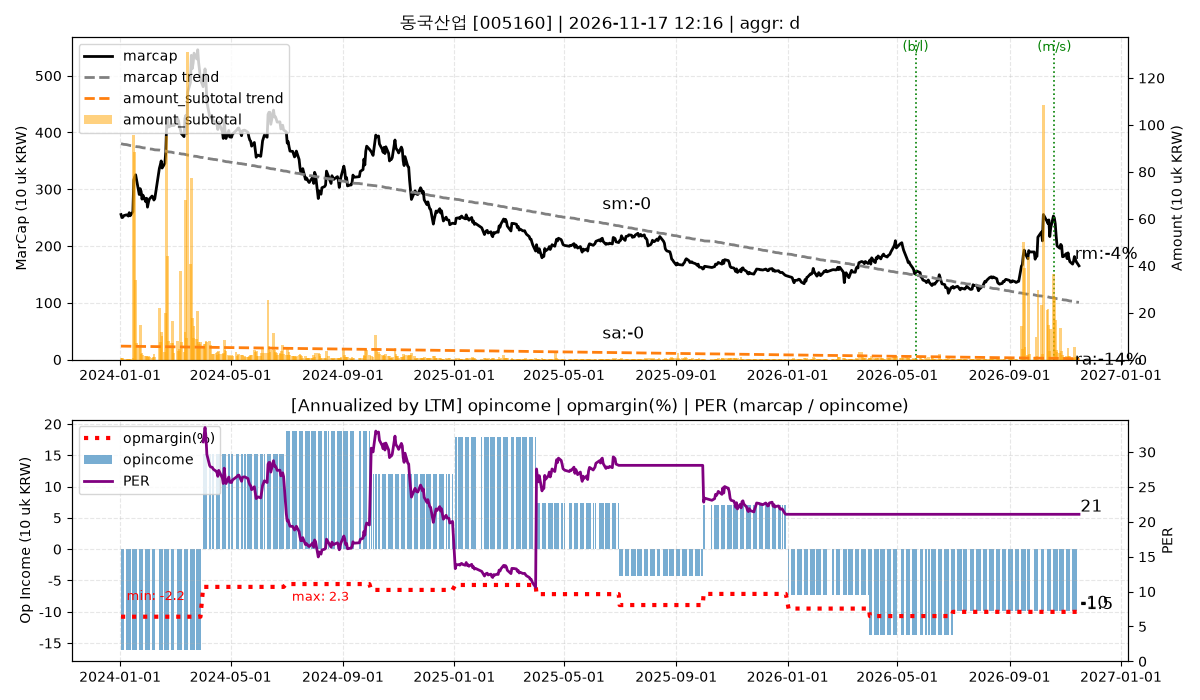 동국산업 [005160] | 2026-11-17 12:16 | aggr: d
marcap
marcap trend
amount_subtotal trend
amount_subtotal
(b/l)
(m/s)
MarCap (10 uk KRW)
Amount (10 uk KRW)
500
400
300
200
100
0
120
100
80
60
40
20
0
sm:-0
rm:-4%
sa:-0
ra:-14%
2024-01-01
2024-05-01
2024-09-01
2025-01-01
2025-05-01
2025-09-01
2026-01-01
2026-05-01
2026-09-01
2027-01-01
[Annualized by LTM] opincome | opmargin(%) | PER (marcap / opincome)
opmargin(%)
opincome
PER
Op Income (10 uk KRW)
PER
20
15
10
5
0
-5
-10
-15
30
25
20
15
10
5
0
min: -2.2
max: 2.3
21
-10
-1.5
2024-01-01
2024-05-01
2024-09-01
2025-01-01
2025-05-01
2025-09-01
2026-01-01
2026-05-01
2026-09-01
2027-01-01